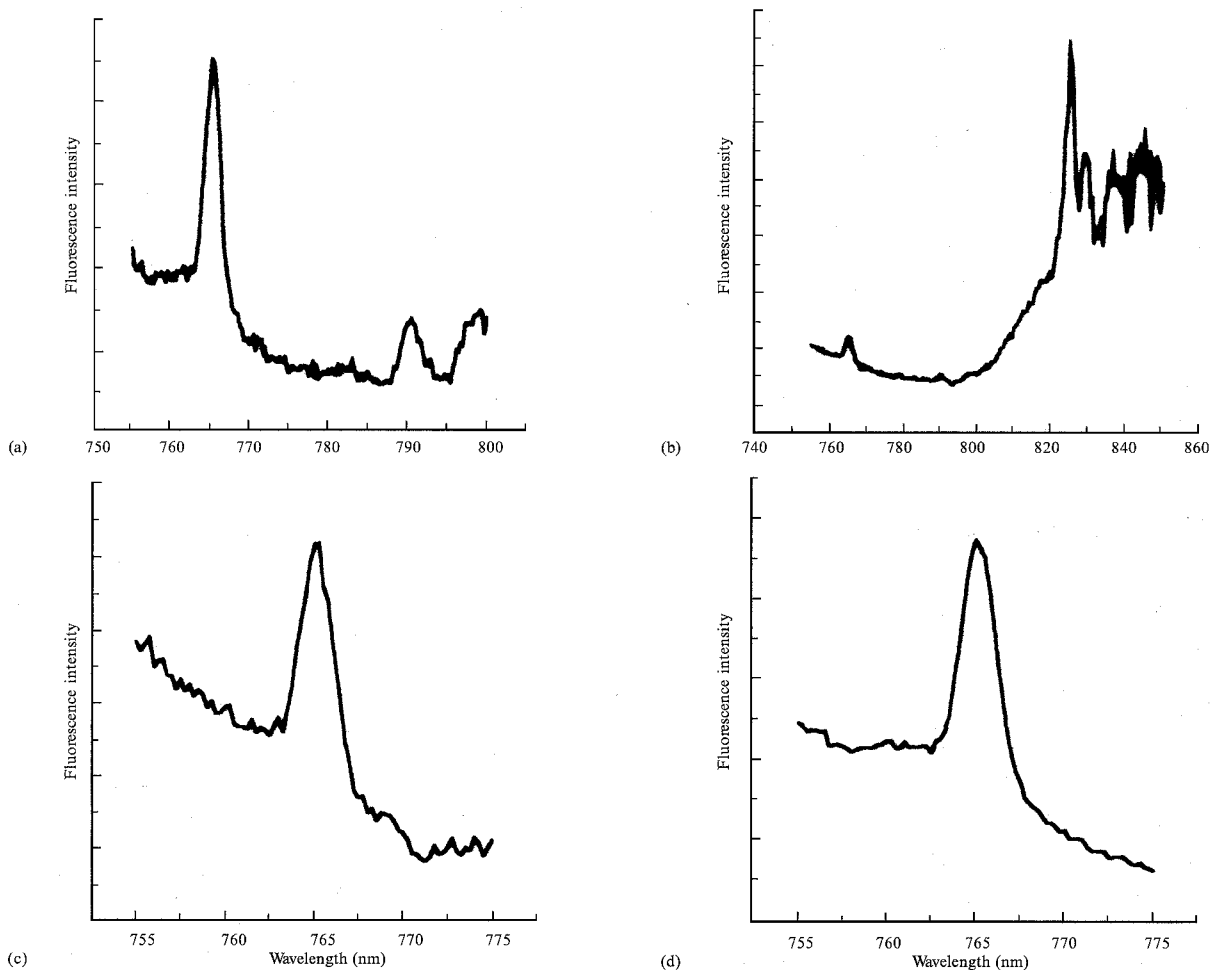 Fluorescence intensity
750 760 770 780 790 800
(a)
Fluorescence intensity
740 760 780 800 820 840 860
(b)
Fluorescence intensity
755 760 765 770 775
Wavelength (nm)
(c)
Fluorescence intensity
755 760 765 770 775
Wavelength (nm)
(d)